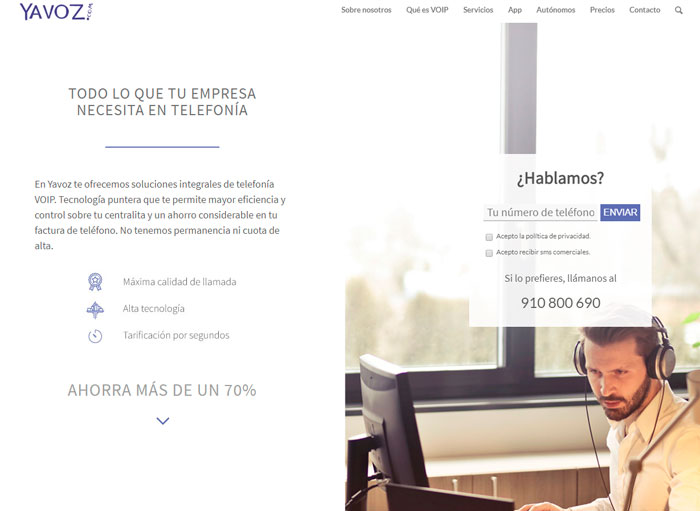 YAVOZ.COM
Sobre nosotros Qué es VOIP Servicios App Autónomos Precios Contacto
TODO LO QUE TU EMPRESA
NECESITA EN TELEFONÍA
En Yavoz te ofrecemos soluciones integrales de telefonía
VOIP. Tecnología puntera que te permite mayor eficiencia y
control sobre tu centralita y un ahorro considerable en tu
factura de teléfono. No tenemos permanencia ni cuota de
alta.
Máxima calidad de llamada
Alta tecnología
Tarificación por segundos
AHORRA MÁS DE UN 70%
¿Hablamos?
Tu número de teléfono ENVIAR
Acepto la política de privacidad.
Acepto recibir sms comerciales.
Si lo prefieres, llámanos al
910 800 690